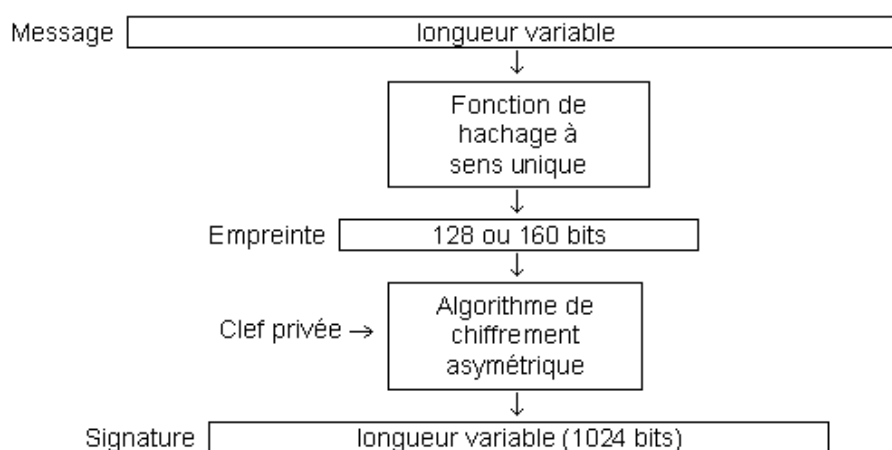 Message longueur variable
Fonction de
hachage à
sens unique
Empreinte 128 ou 160 bits
Clef privée → Algorithme de
chiffrement
asymétrique
Signature longueur variable (1024 bits)